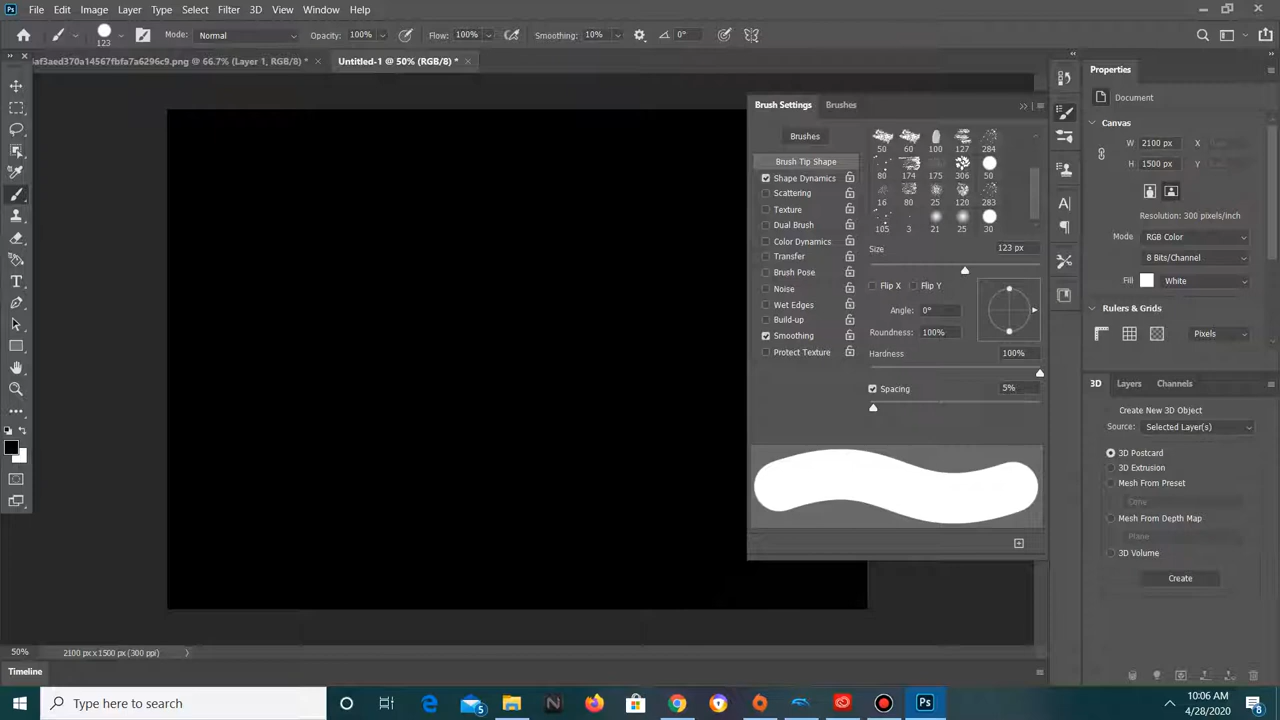 Ps File Edit Image Layer Type Select Filter 3D View Window Help
123 Mode: Normal Opacity: 100% Flow: 100% Smoothing: 10% 0°
af3aed370a14567fbfa7a6296c9.png @ 66.7% (Layer 1, RGB/8) * × Untitled-1 @ 50% (RGB/8) * ×
Brush Settings Brushes
Brushes
Brush Tip Shape
Shape Dynamics
Scattering
Texture
Dual Brush
Color Dynamics
Transfer
Brush Pose
Noise
Wet Edges
Build-up
Smoothing
Protect Texture
50 60 100 127 284
80 174 175 306 50
16 80 25 120 283
105 3 21 25 30
Size 123 px
Flip X Flip Y
Angle: 0°
Roundness: 100%
Hardness 100%
Spacing 5%
Properties
Document
Canvas
W 2100 px X
H 1500 px Y
Resolution: 300 pixels/inch
Mode RGB Color
8 Bits/Channel
Fill White
Rulers & Grids
Pixels
3D Layers Channels
Create New 3D Object
Source: Selected Layer(s)
3D Postcard
3D Extrusion
Mesh From Preset
Cone
Mesh From Depth Map
Plane
3D Volume
Create
50% 2100 px x 1500 px (300 ppi)
Timeline
Type here to search
5
Ps
10:06 AM
4/28/2020
8